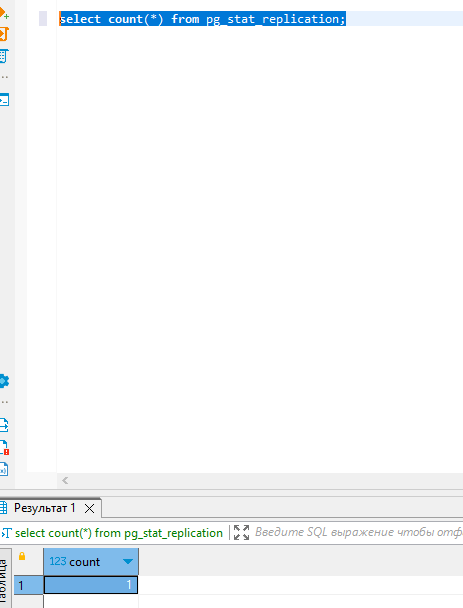 select count(*) from pg_stat_replication;
Результат 1
select count(*) from pg_stat_replication
Введите SQL выражение чтобы отф
123 count
1
1